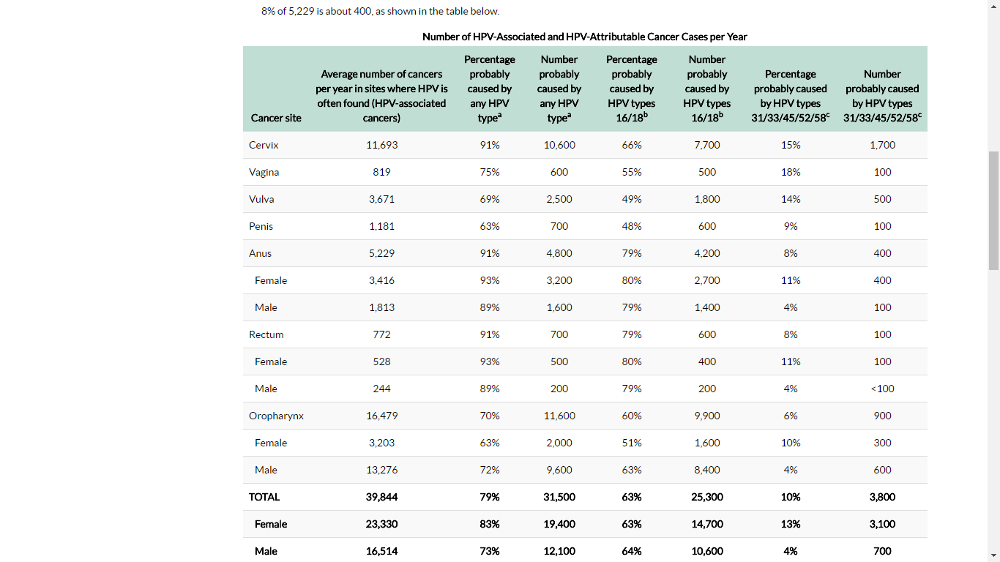 8% of 5,229 is about 400, as shown in the table below.
Number of HPV-Associated and HPV-Attributable Cancer Cases per Year
Cancer site | Average number of cancers per year in sites where HPV is often found (HPV-associated cancers) | Percentage probably caused by any HPV typeᵃ | Number probably caused by any HPV typeᵃ | Percentage probably caused by HPV types 16/18ᵇ | Number probably caused by HPV types 16/18ᵇ | Percentage probably caused by HPV types 31/33/45/52/58ᶜ | Number probably caused by HPV types 31/33/45/52/58ᶜ
Cervix 11,693 91% 10,600 66% 7,700 15% 1,700
Vagina 819 75% 600 55% 500 18% 100
Vulva 3,671 69% 2,500 49% 1,800 14% 500
Penis 1,181 63% 700 48% 600 9% 100
Anus 5,229 91% 4,800 79% 4,200 8% 400
Female 3,416 93% 3,200 80% 2,700 11% 400
Male 1,813 89% 1,600 79% 1,400 4% 100
Rectum 772 91% 700 79% 600 8% 100
Female 528 93% 500 80% 400 11% 100
Male 244 89% 200 79% 200 4% <100
Oropharynx 16,479 70% 11,600 60% 9,900 6% 900
Female 3,203 63% 2,000 51% 1,600 10% 300
Male 13,276 72% 9,600 63% 8,400 4% 600
TOTAL 39,844 79% 31,500 63% 25,300 10% 3,800
Female 23,330 83% 19,400 63% 14,700 13% 3,100
Male 16,514 73% 12,100 64% 10,600 4% 700